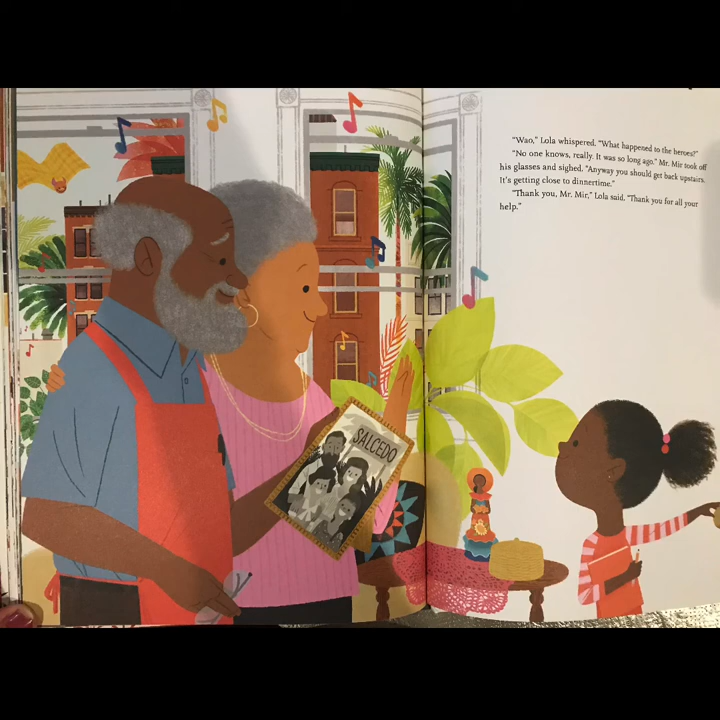 SALCEDO
"Wao," Lola whispered. "What happened to the heroes?"
"No one knows, really. It was so long ago." Mr. Mir took off
his glasses and sighed. "Anyway you should get back upstairs.
It's getting close to dinnertime."
"Thank you, Mr. Mir," Lola said. "Thank you for all your
help."